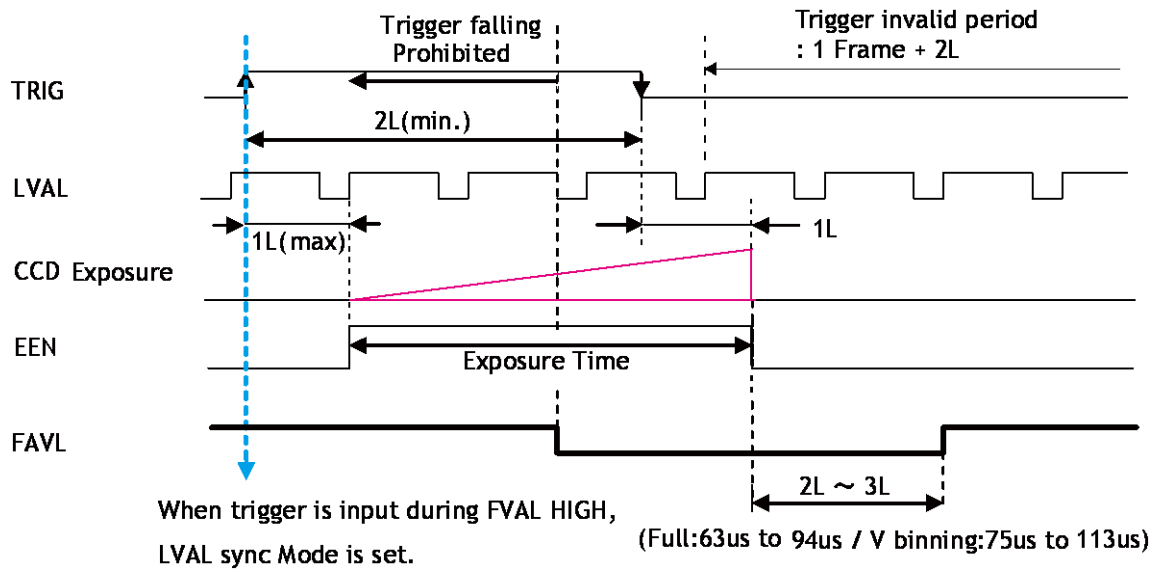 Trigger falling
Prohibited
Trigger invalid period
: 1 Frame + 2L
TRIG
2L(min.)
LVAL
1L(max)
1L
CCD Exposure
EEN
Exposure Time
FAVL
2L ～ 3L
When trigger is input during FVAL HIGH,
LVAL sync Mode is set.
(Full:63us to 94us / V binning:75us to 113us)